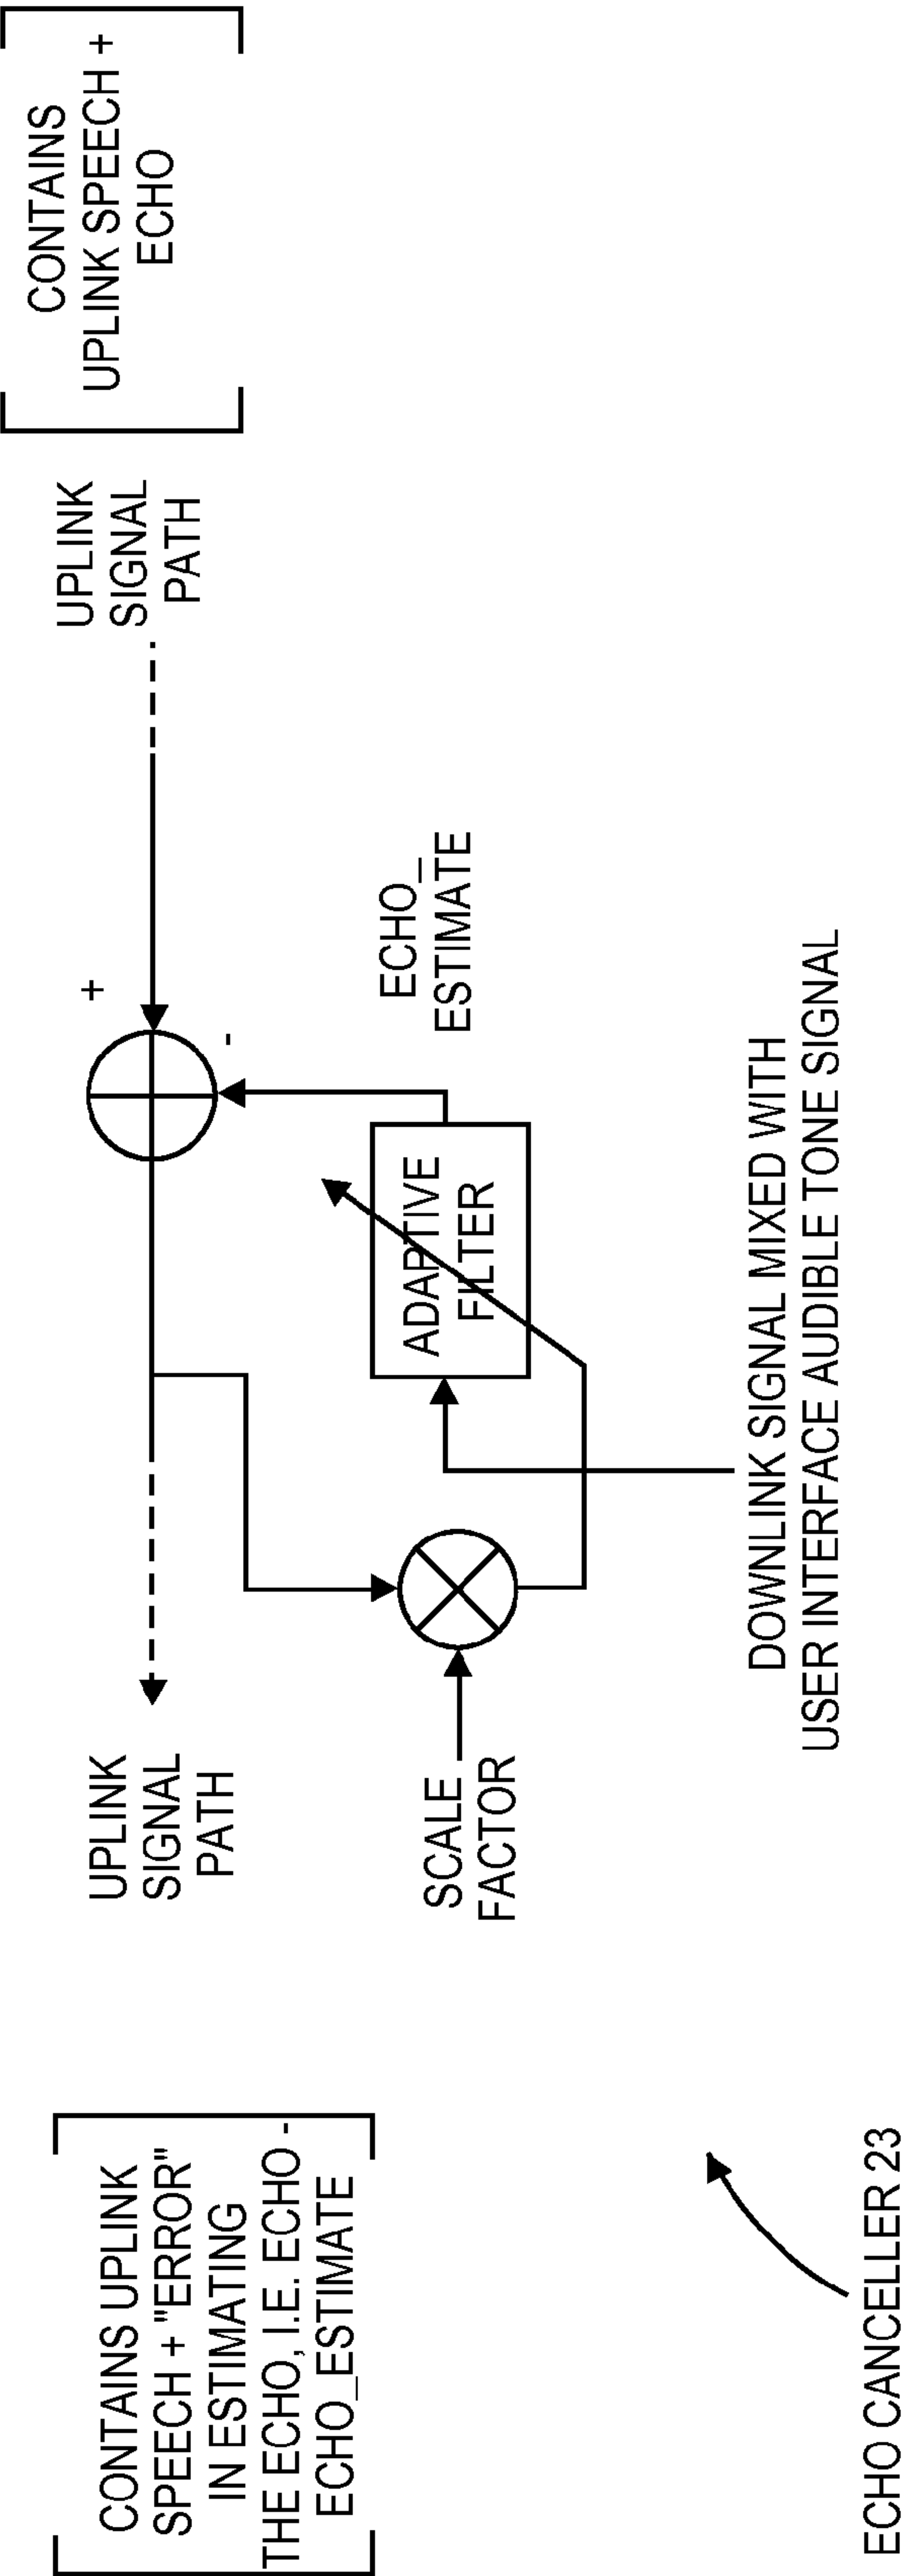 CONTAINS UPLINK
SPEECH + "ERROR"
IN ESTIMATING
THE ECHO, I.E. ECHO -
ECHO_ESTIMATE
UPLINK
SIGNAL
PATH
+
-
UPLINK
SIGNAL
PATH
CONTAINS
UPLINK SPEECH +
ECHO
SCALE
FACTOR
ADAPTIVE
FILTER
ECHO_
ESTIMATE
DOWNLINK SIGNAL MIXED WITH
USER INTERFACE AUDIBLE TONE SIGNAL
ECHO CANCELLER 23